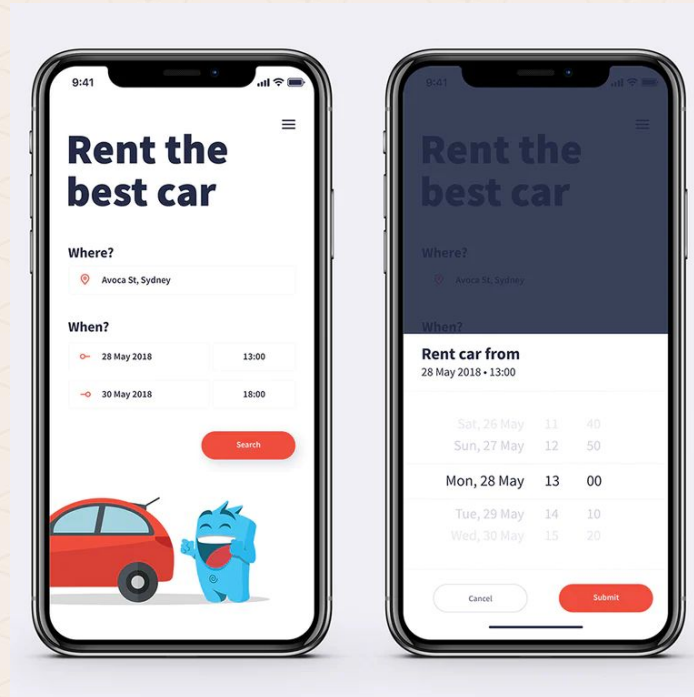 9:41
Rent the
best car
Where?
Avoca St, Sydney
When?
28 May 2018 13:00
30 May 2018 18:00
Search
9:41
Rent the
best car
Where?
Avoca St, Sydney
When?
Rent car from
28 May 2018 • 13:00
Sat, 26 May 11 40
Sun, 27 May 12 50
Mon, 28 May 13 00
Tue, 29 May 14 10
Wed, 30 May 15 20
Cancel Submit